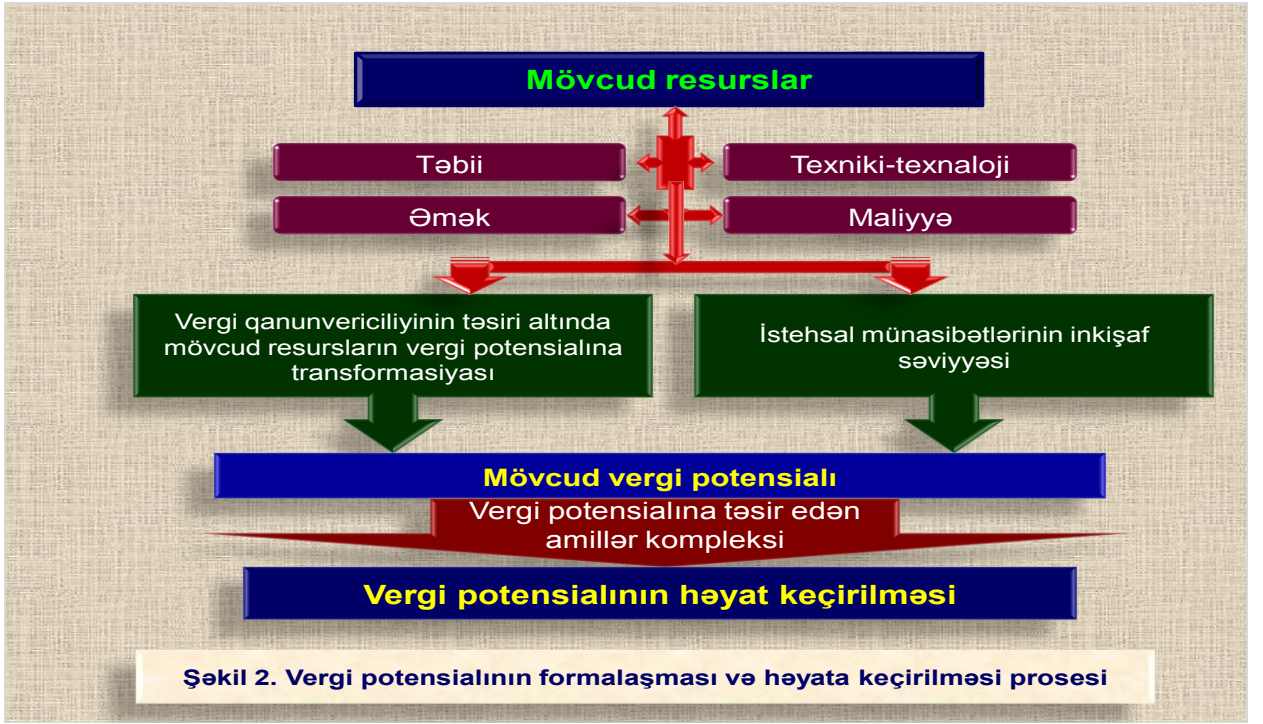 Mövcud resurslar
Təbii
Texniki-texnaloji
Əmək
Maliyyə
Vergi qanunvericiliyinin təsiri altında
mövcud resursların vergi potensialına
transformasiyası
İstehsal münasibətlərinin inkişaf
səviyyəsi
Mövcud vergi potensialı
Vergi potensialına təsir edən
amillər kompleksi
Vergi potensialının həyat keçirilməsi
Şəkil 2. Vergi potensialının formalaşması və həyata keçirilməsi prosesi